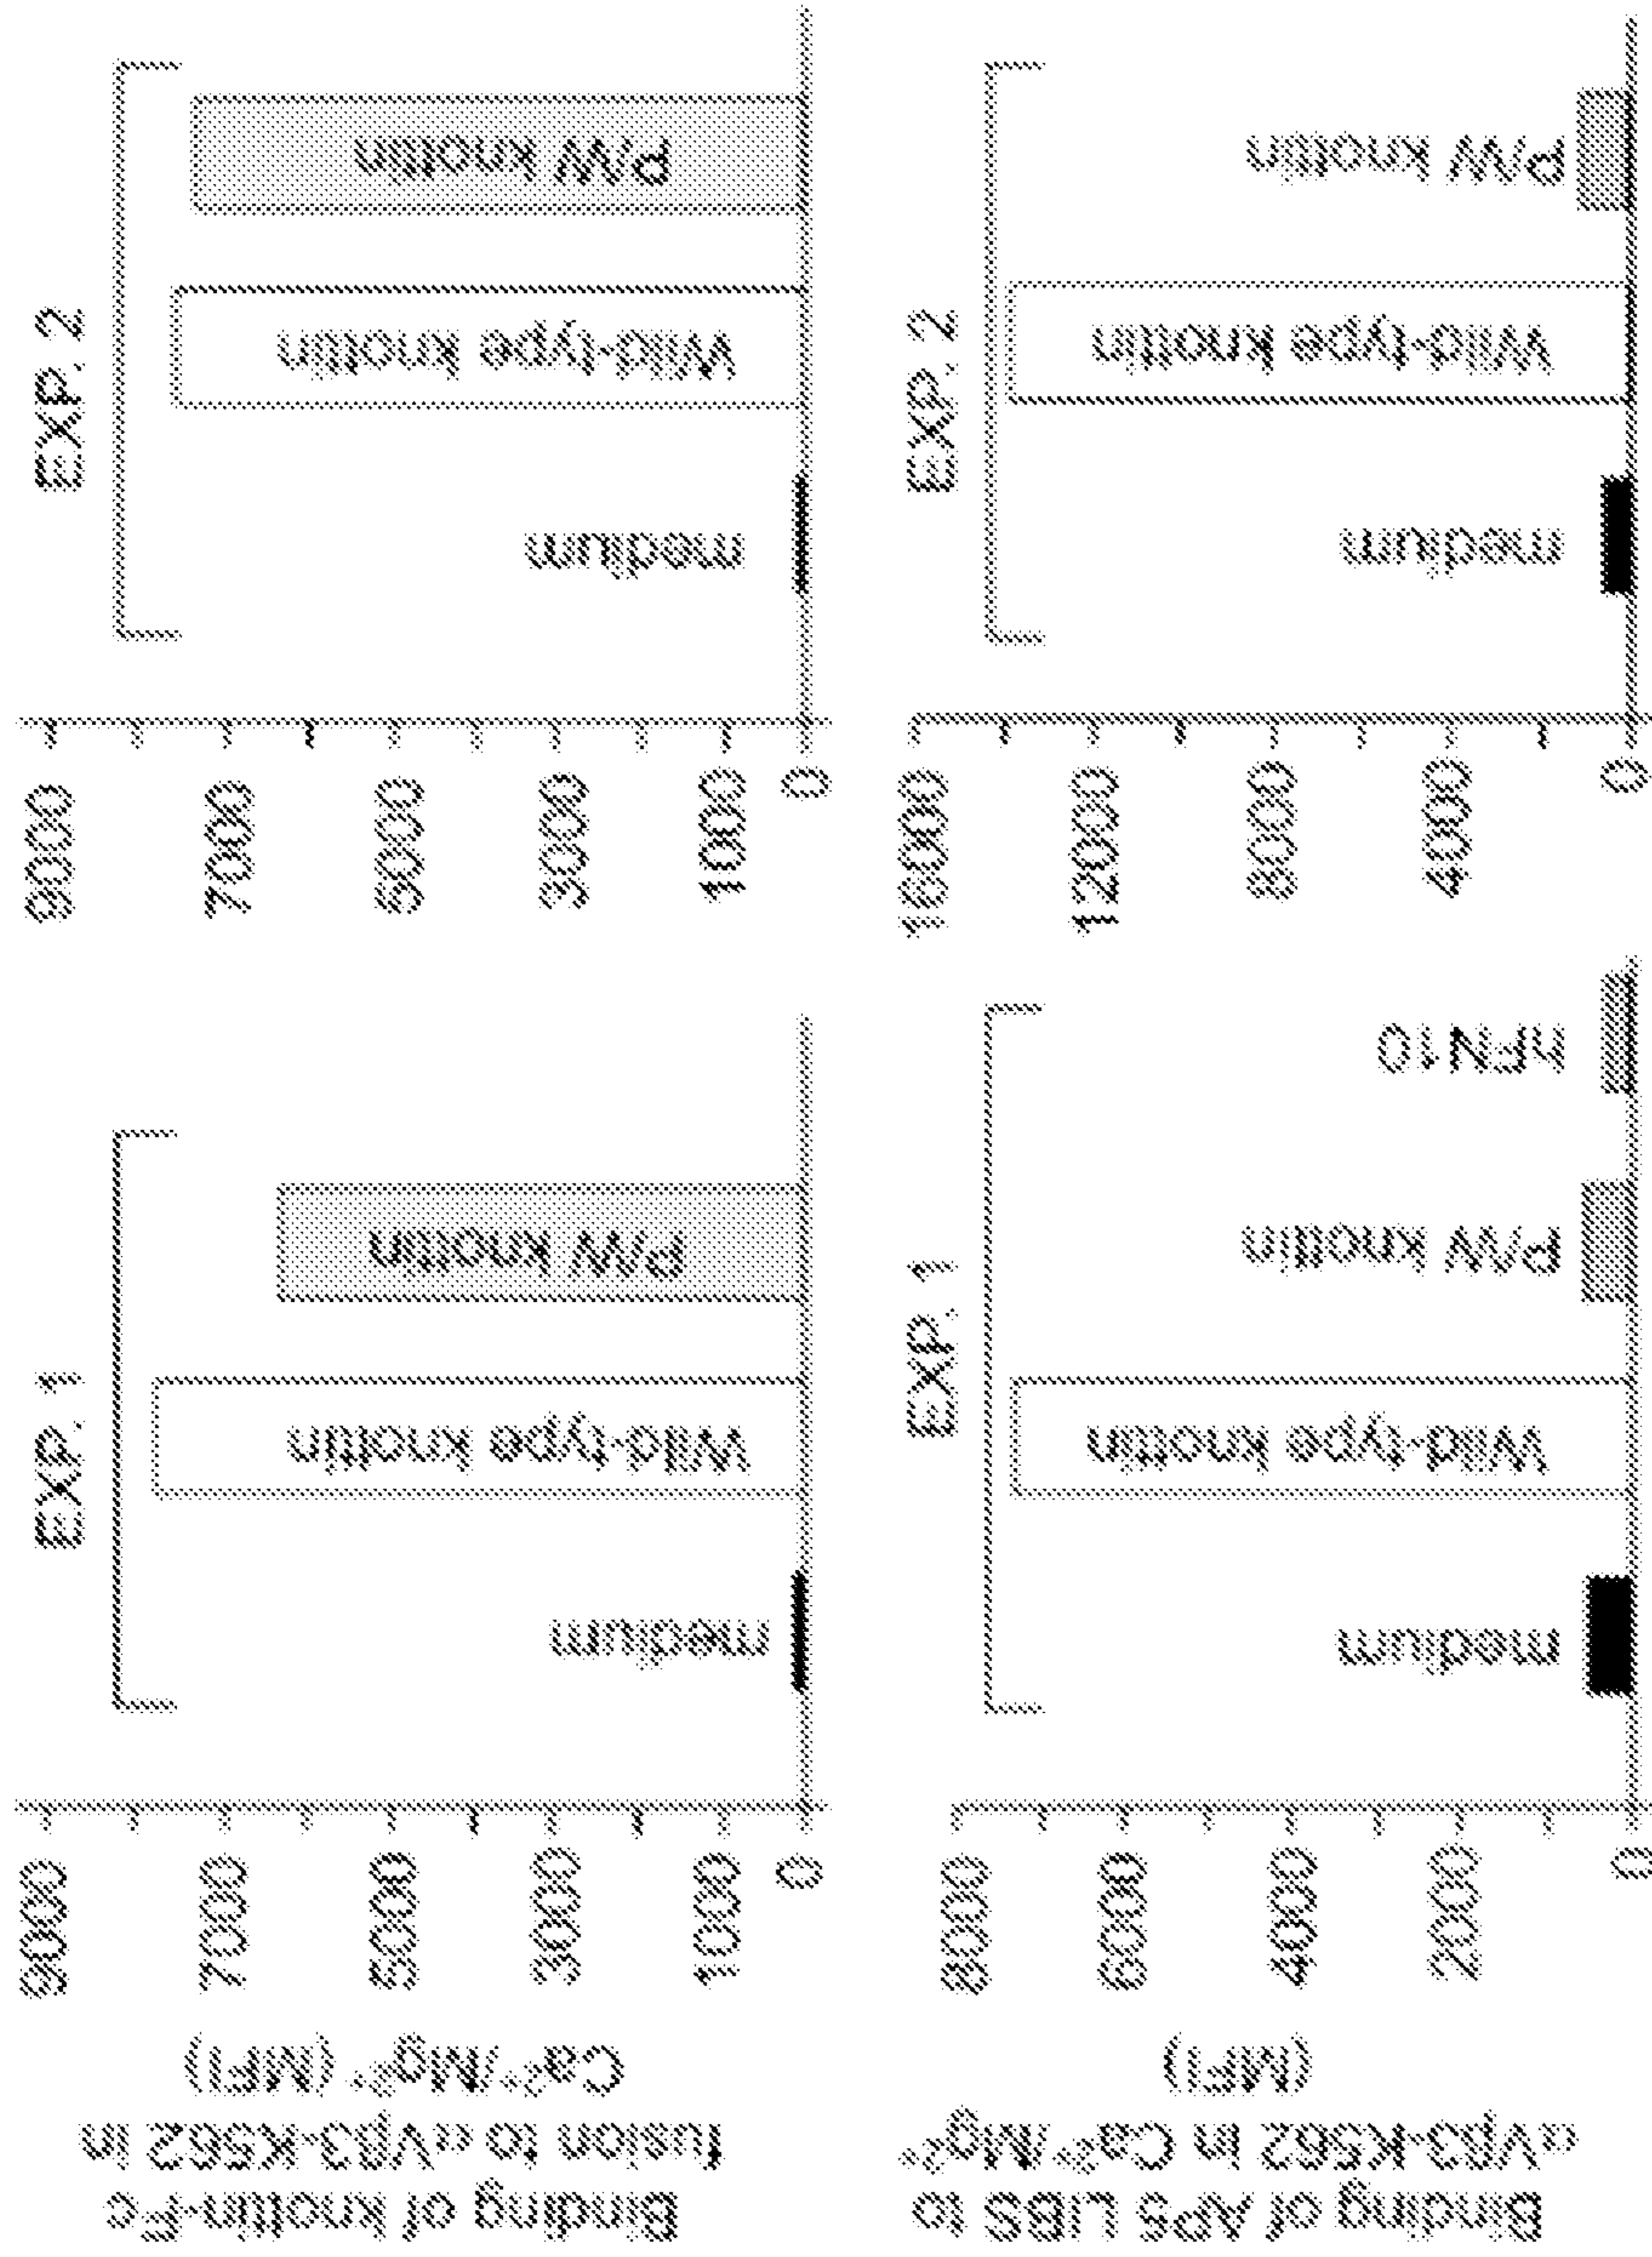 Binding of knottin-Fc
fusion to αVβ3-K562 in
Ca²⁺/Mg²⁺ (MFI)
9000
7000
5000
3000
1000
0
EXP. 1
medium
Wild-type knottin
P/W knottin
9000
7000
5000
3000
1000
0
EXP. 2
medium
Wild-type knottin
P/W knottin
Binding of AP5 LIBS to
αVβ3-K562 in Ca²⁺/Mg²⁺
(MFI)
8000
6000
4000
2000
0
EXP. 1
medium
Wild-type knottin
P/W knottin
hFN10
16000
12000
8000
4000
0
EXP. 2
medium
Wild-type knottin
P/W knottin